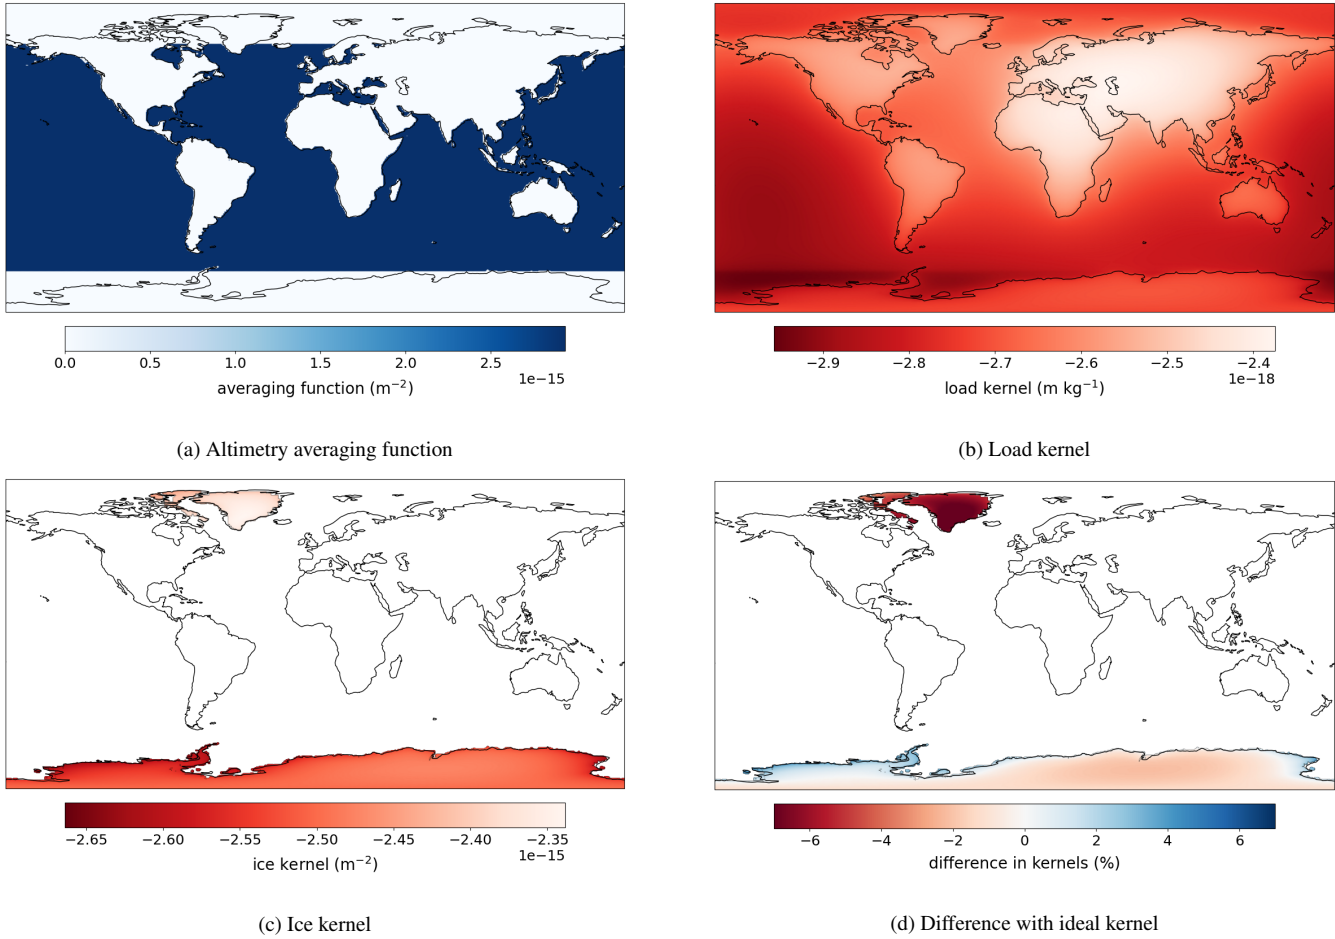 0.0 0.5 1.0 1.5 2.0 2.5
1e−15
averaging function (m⁻²)
(a) Altimetry averaging function
−2.9 −2.8 −2.7 −2.6 −2.5 −2.4
1e−18
load kernel (m kg⁻¹)
(b) Load kernel
−2.65 −2.60 −2.55 −2.50 −2.45 −2.40 −2.35
1e−15
ice kernel (m⁻²)
(c) Ice kernel
−6 −4 −2 0 2 4 6
difference in kernels (%)
(d) Difference with ideal kernel